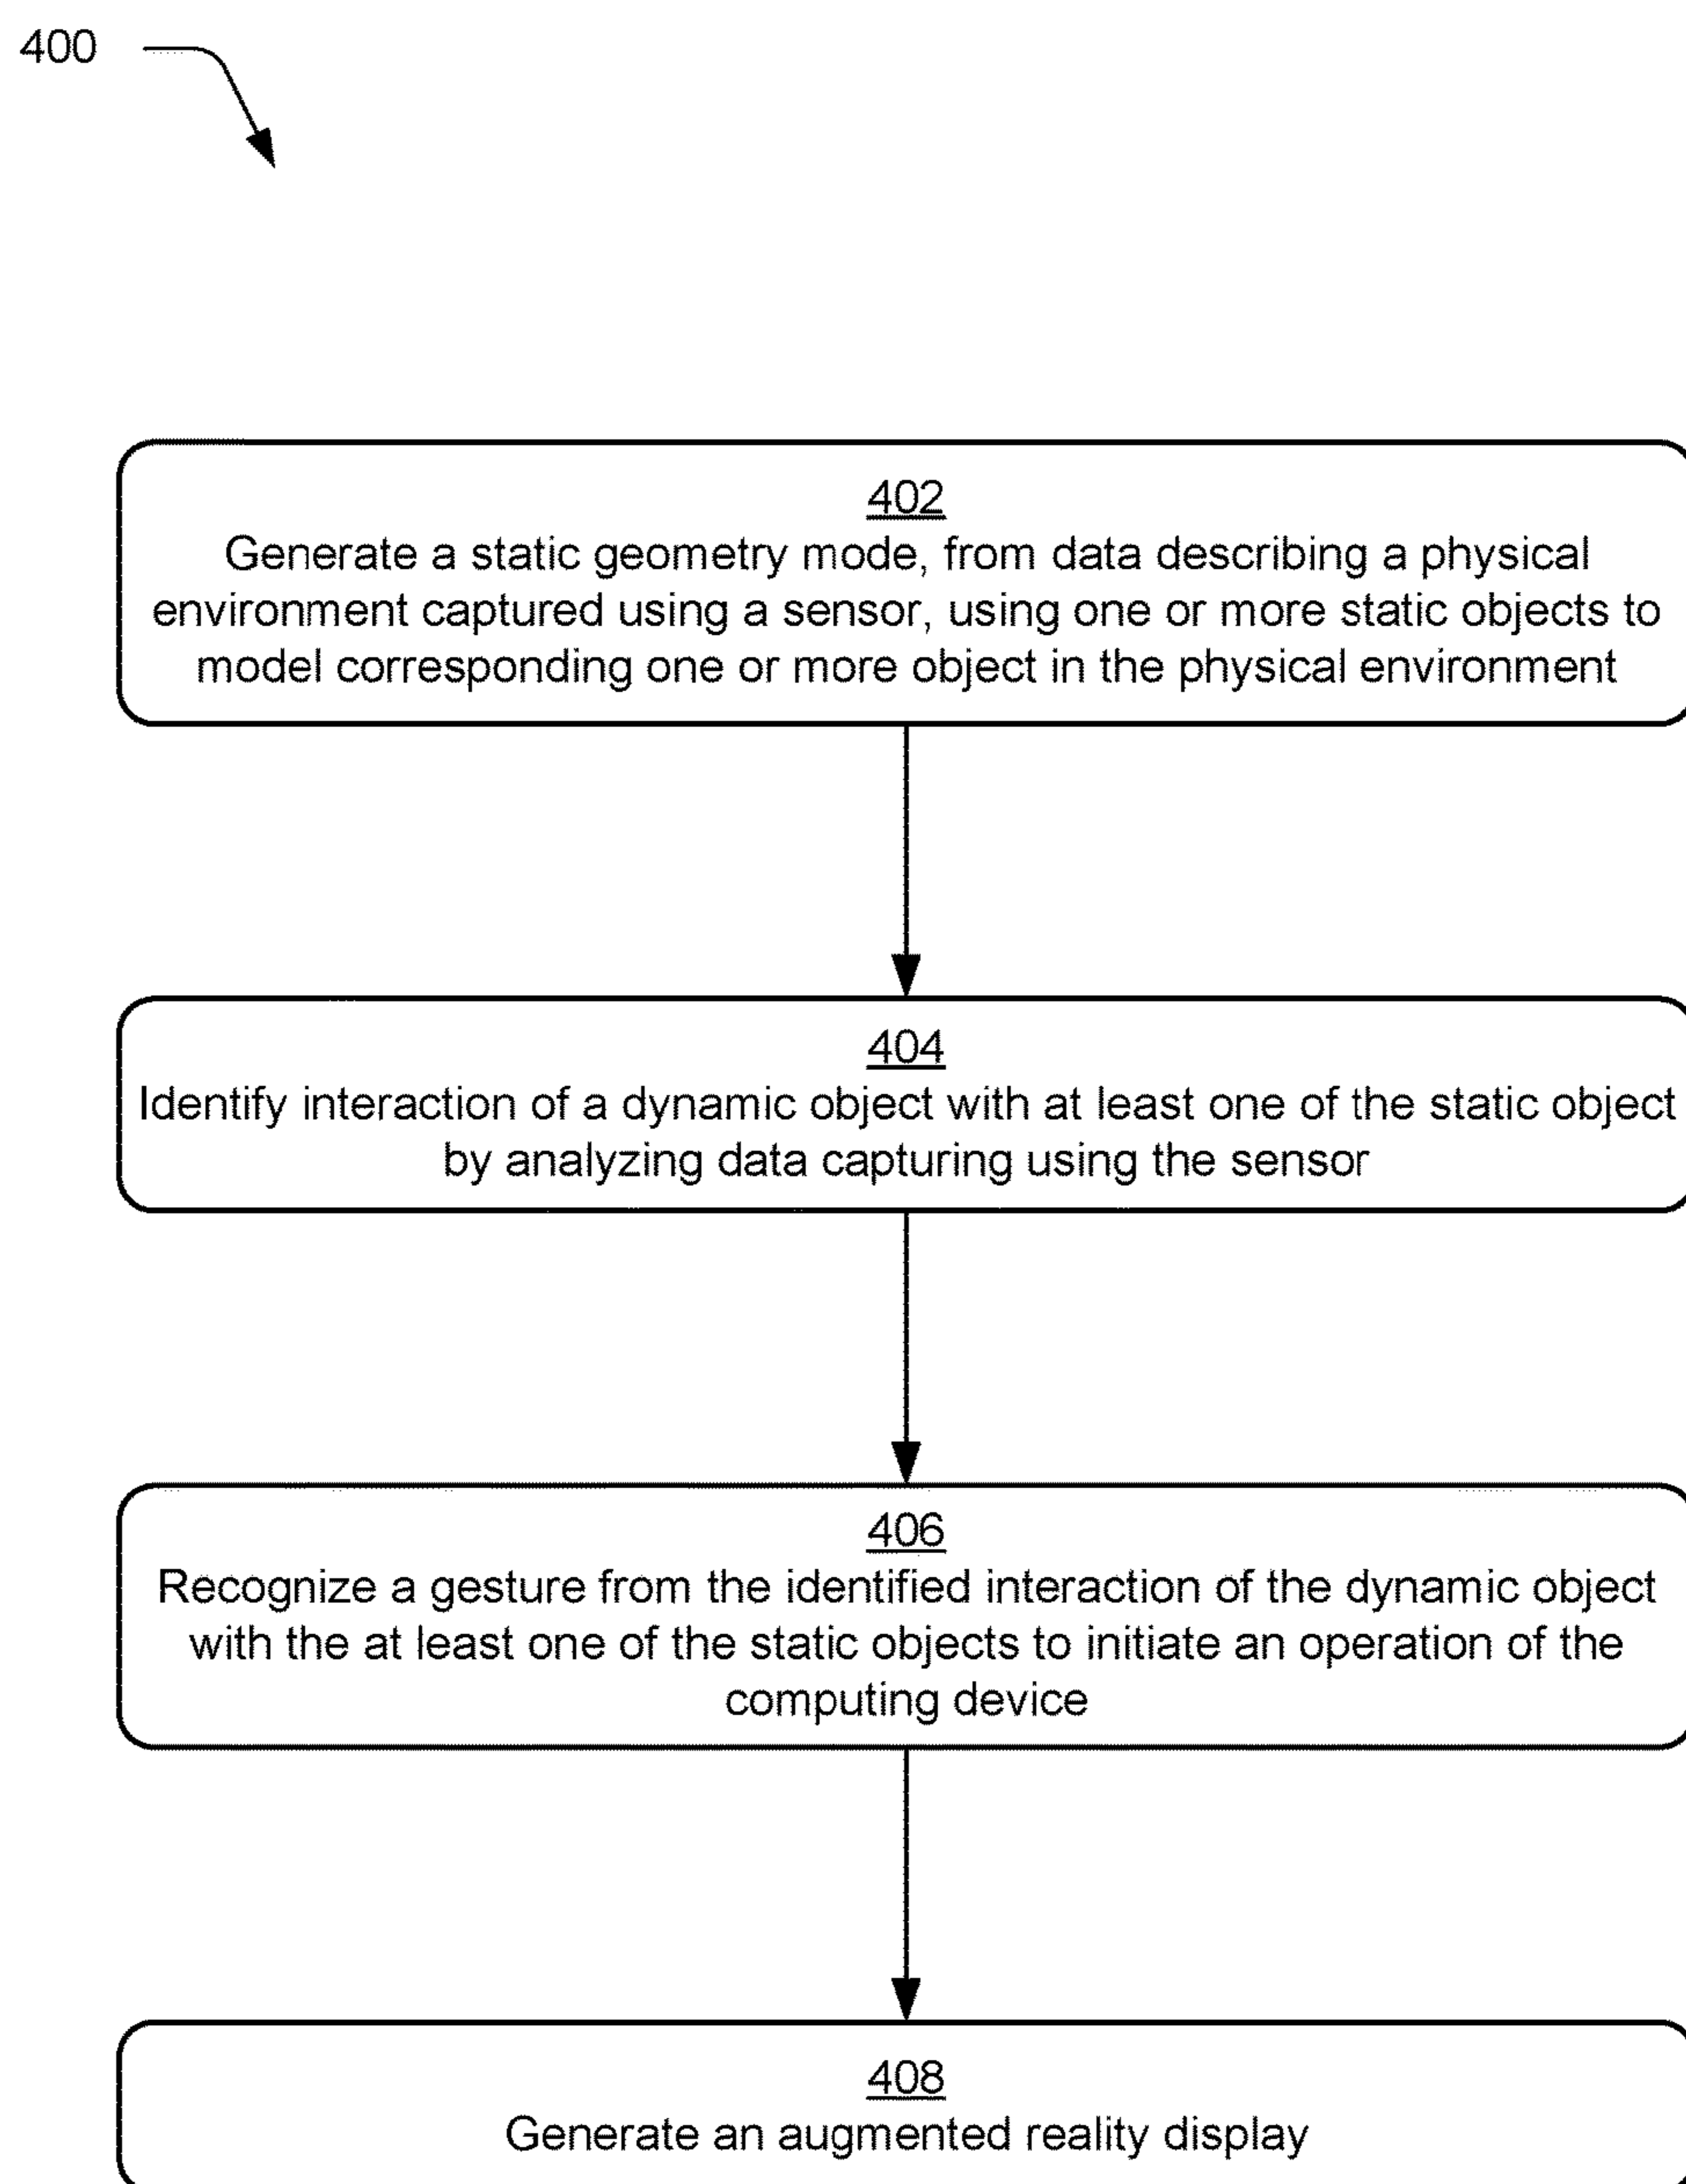 400
402
Generate a static geometry mode, from data describing a physical
environment captured using a sensor, using one or more static objects to
model corresponding one or more object in the physical environment
404
Identify interaction of a dynamic object with at least one of the static object
by analyzing data capturing using the sensor
406
Recognize a gesture from the identified interaction of the dynamic object
with the at least one of the static objects to initiate an operation of the
computing device
408
Generate an augmented reality display